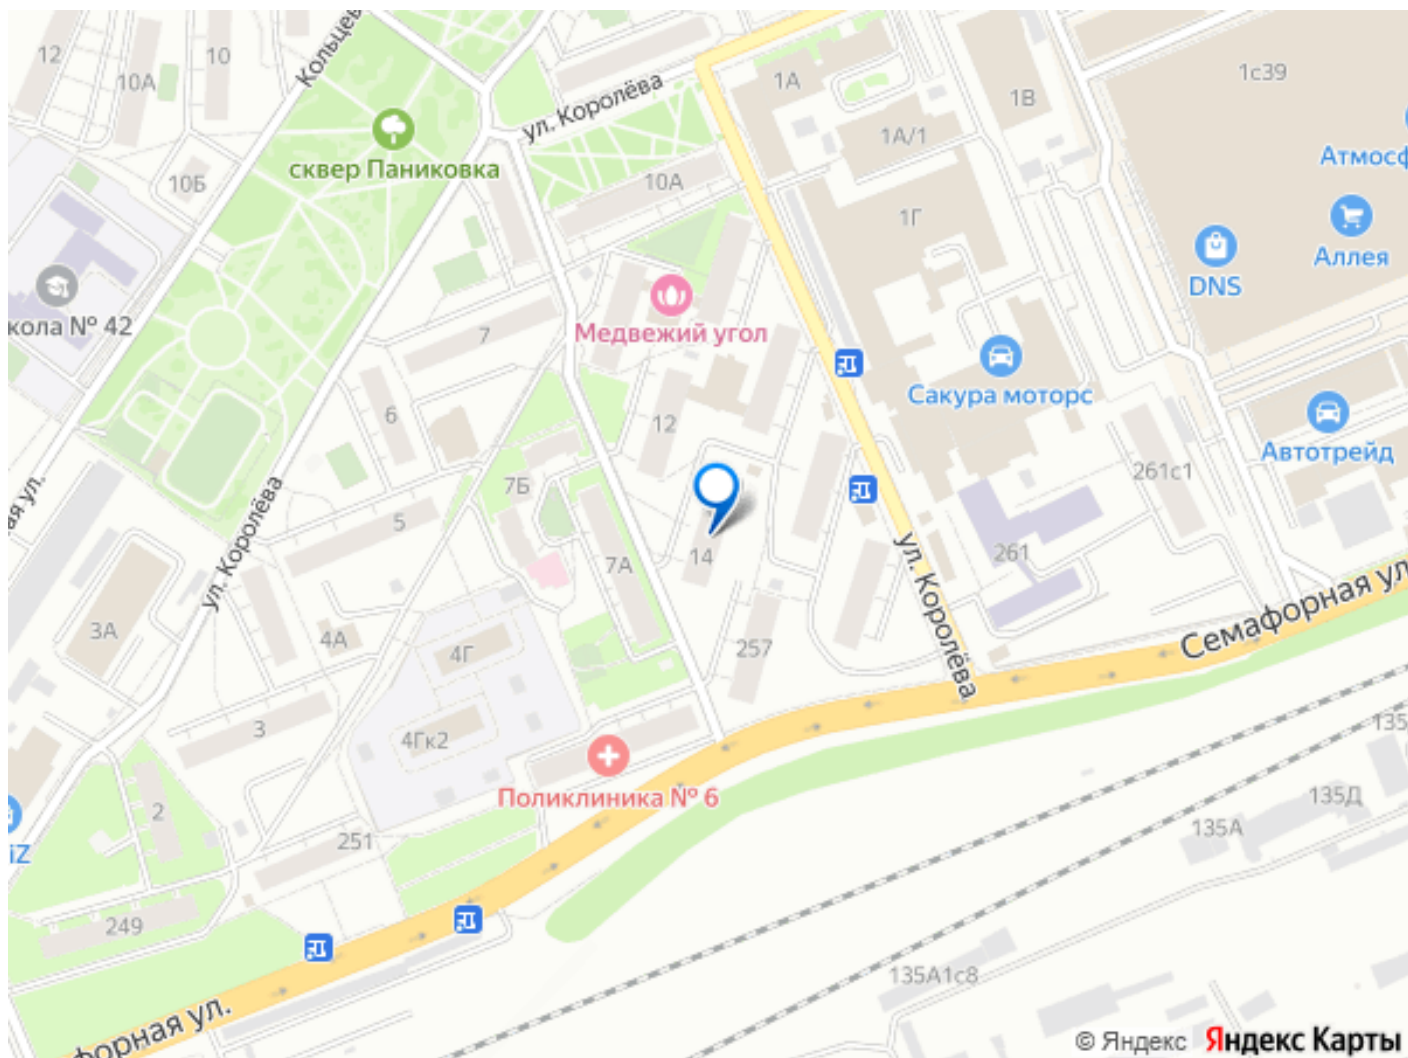 12
10А
10
Кольцев
ул. Королёва
1А
1В
1с39
1А/1
Атмосф
сквер Паниковка
10Б
10А
1Г
Аллея
DNS
кола № 42
Медвежий угол
7
Сакура моторс
6
12
Автотрейд
261с1
ая ул.
7Б
5
ул. Королёва
14
7А
261
ул. Королёва
Семафорная ул
3А
4А
4Г
257
3
4Гк2
135
Поликлиника № 6
135Д
135А
2
251
iZ
249
135А1с8
форная ул.
© Яндекс Яндекс Карты